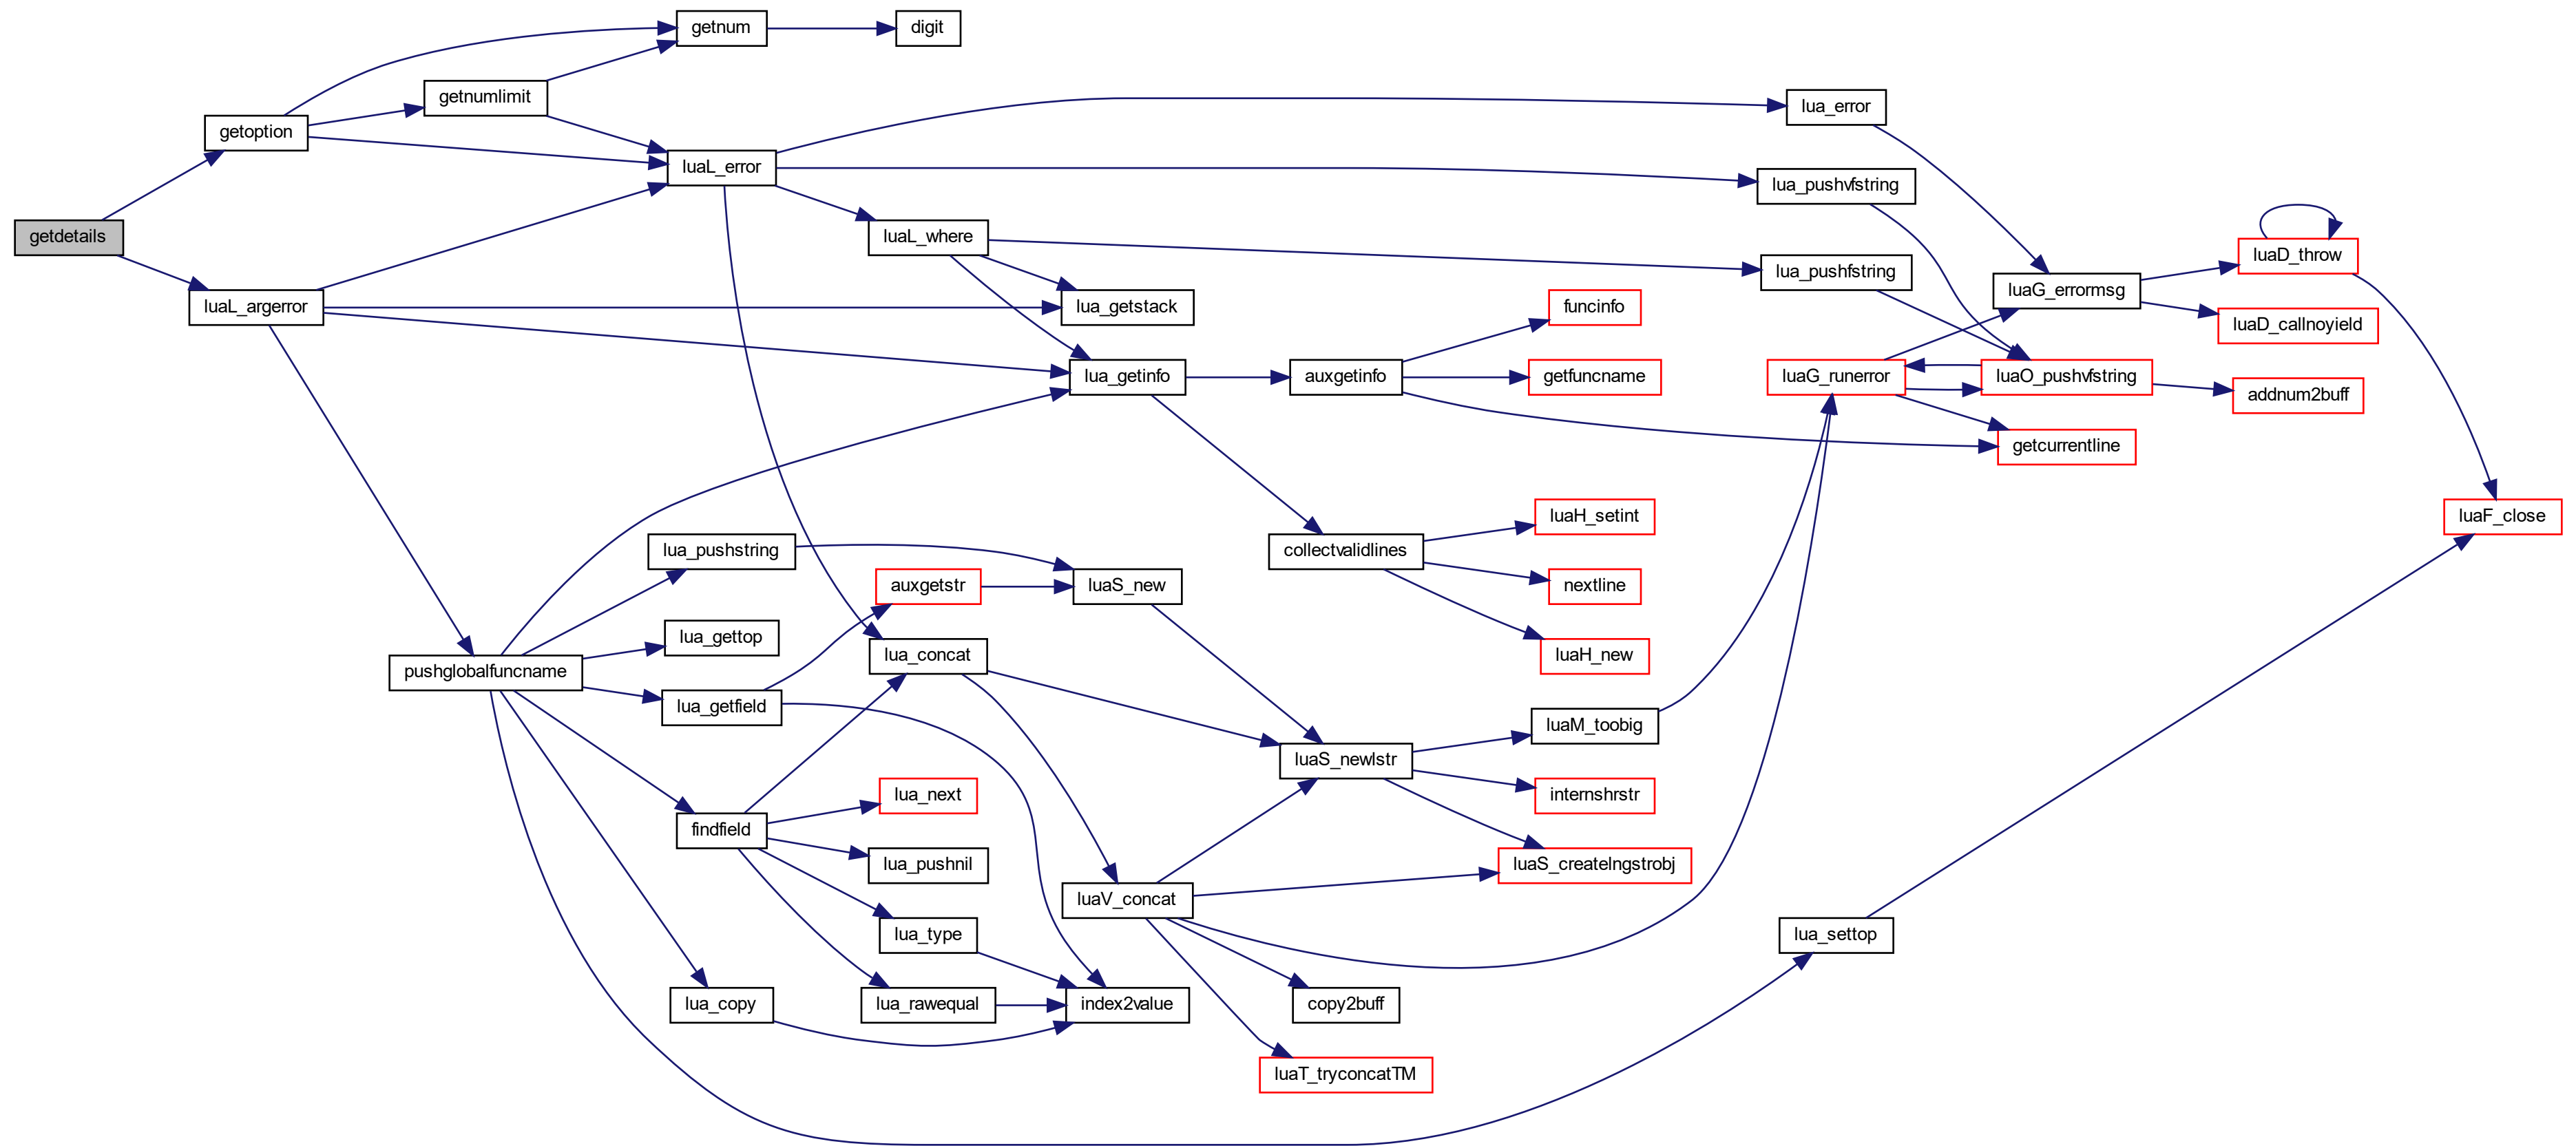 getnum
digit
getnumlimit
lua_error
getoption
luaL_error
lua_pushvfstring
getdetails
luaL_where
luaD_throw
lua_pushfstring
luaG_errormsg
luaL_argerror
lua_getstack
funcinfo
luaD_callnoyield
lua_getinfo
auxgetinfo
getfuncname
luaG_runerror
luaO_pushvfstring
addnum2buff
getcurrentline
luaH_setint
luaF_close
lua_pushstring
collectvalidlines
auxgetstr
luaS_new
nextline
lua_gettop
lua_concat
luaH_new
pushglobalfuncname
lua_getfield
luaM_toobig
luaS_newlstr
lua_next
internshrstr
findfield
lua_pushnil
luaS_createlngstrobj
luaV_concat
lua_type
lua_settop
lua_copy
lua_rawequal
index2value
copy2buff
luaT_tryconcatTM